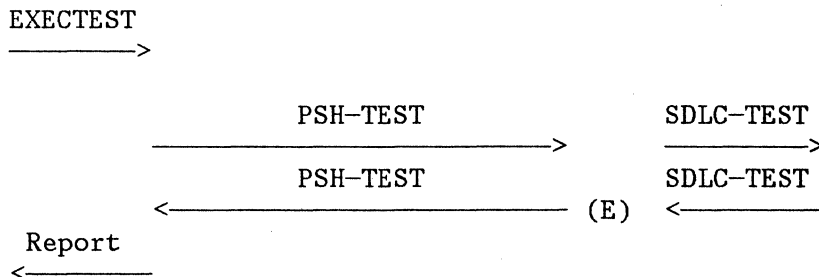 EXECTEST
PSH-TEST SDLC-TEST
PSH-TEST SDLC-TEST
(E)
Report